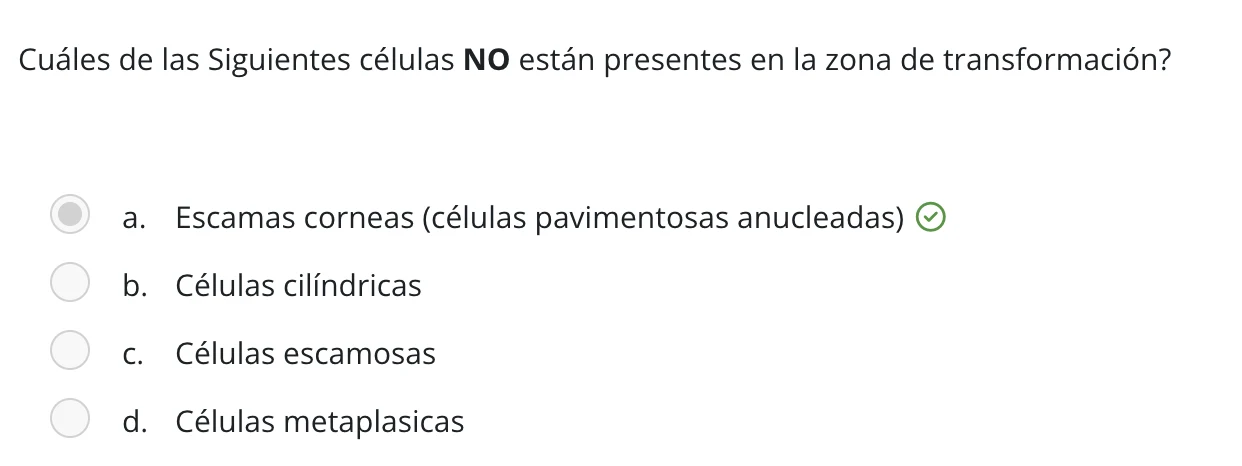 Cuáles de las Siguientes células NO están presentes en la zona de transformación?
a. Escamas corneas (células pavimentosas anucleadas)
b. Células cilíndricas
c. Células escamosas
d. Células metaplasicas